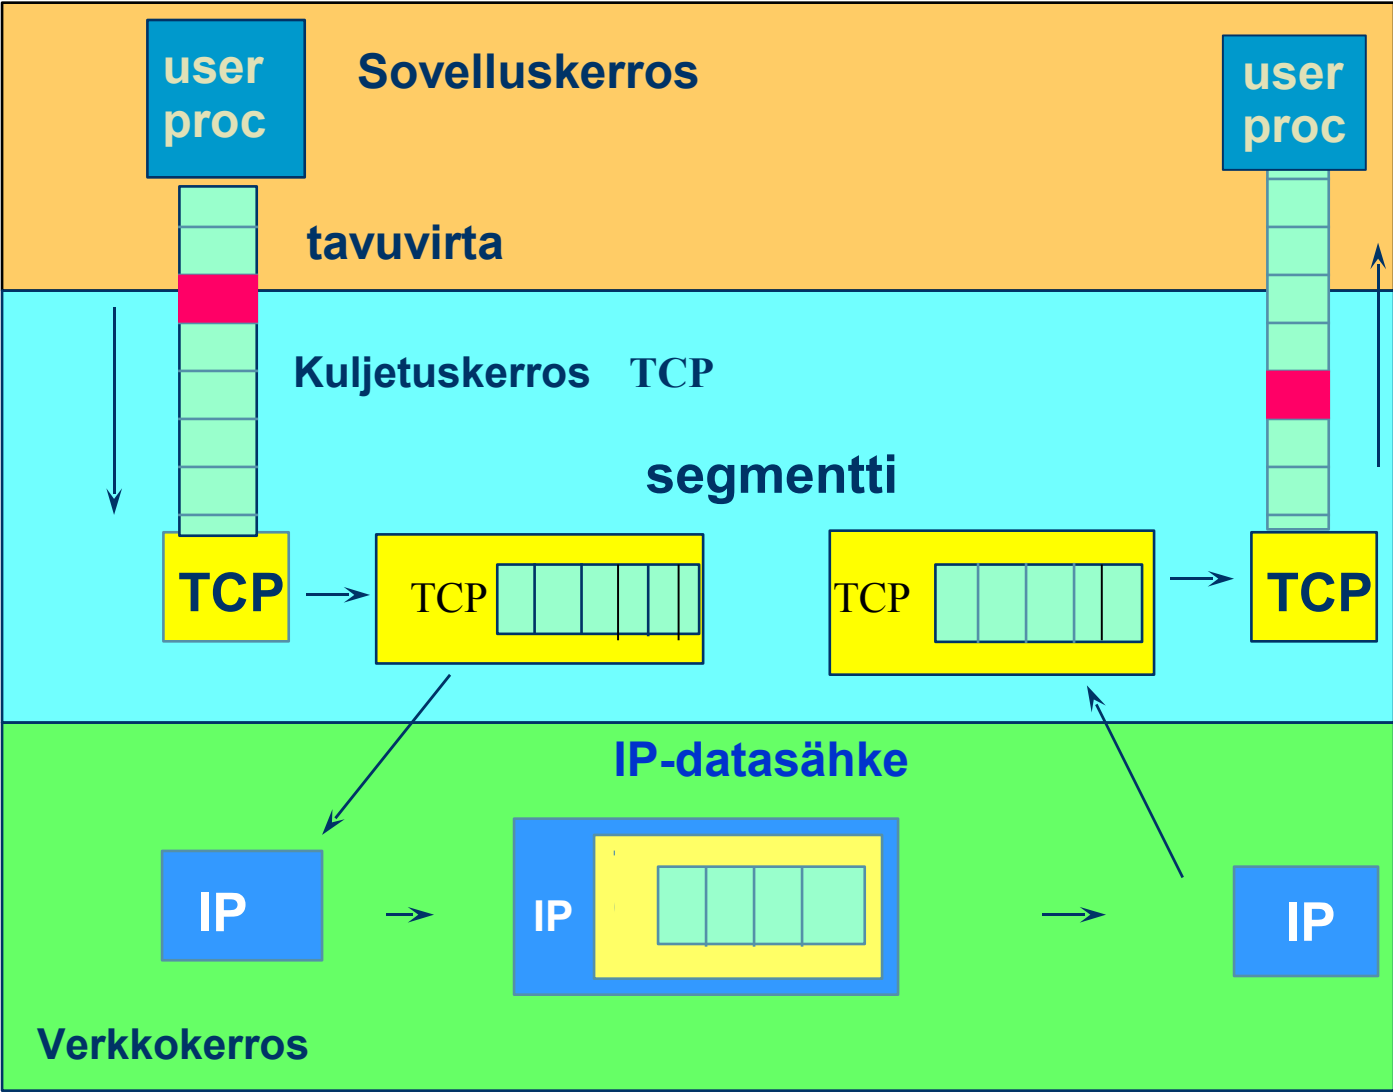 user
proc
Sovelluskerros
user
proc
tavuvirta
Kuljetuskerros TCP
segmentti
TCP
TCP
TCP
TCP
IP-datasähke
IP
IP
IP
Verkkokerros